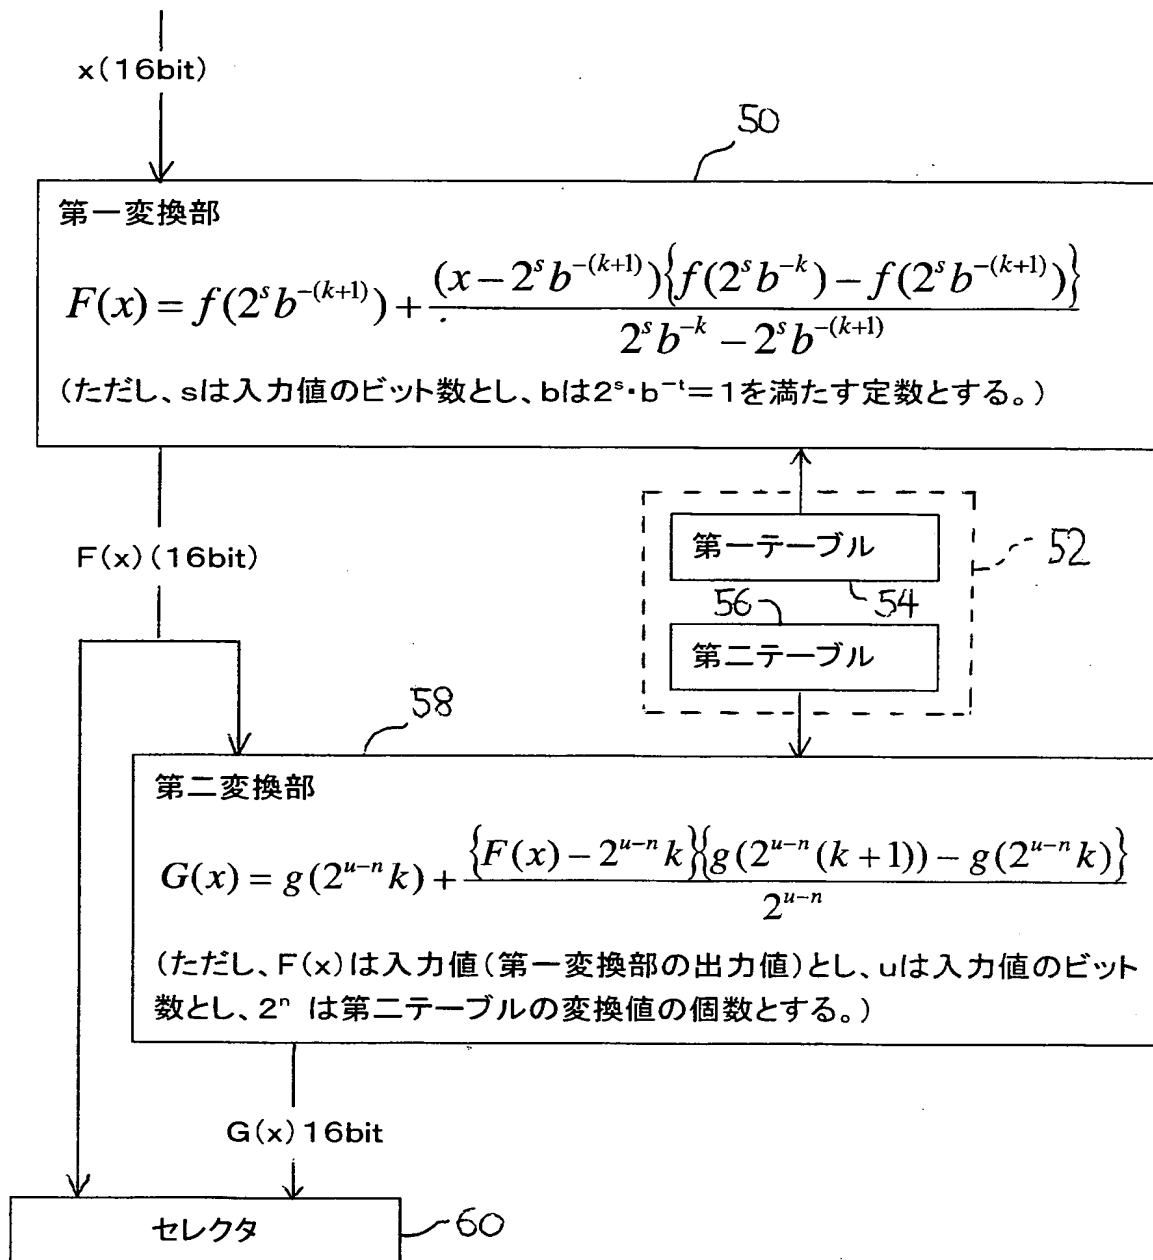 x(16bit)
50
第一変換部
F(x) = f(2^s b^{-(k+1)}) + \frac{(x - 2^s b^{-(k+1)})\{f(2^s b^{-k}) - f(2^s b^{-(k+1)})\}}{2^s b^{-k} - 2^s b^{-(k+1)}}
(ただし、sは入力値のビット数とし、bは2ˢ・b⁻ᵗ=1を満たす定数とする。)
F(x)(16bit)
第一テーブル
52
56 54
第二テーブル
58
第二変換部
G(x) = g(2^{u-n} k) + \frac{\{F(x) - 2^{u-n} k\}\{g(2^{u-n}(k+1)) - g(2^{u-n} k)\}}{2^{u-n}}
(ただし、F(x)は入力値(第一変換部の出力値)とし、uは入力値のビット
数とし、2ⁿ は第二テーブルの変換値の個数とする。)
G(x)16bit
セレクタ
60